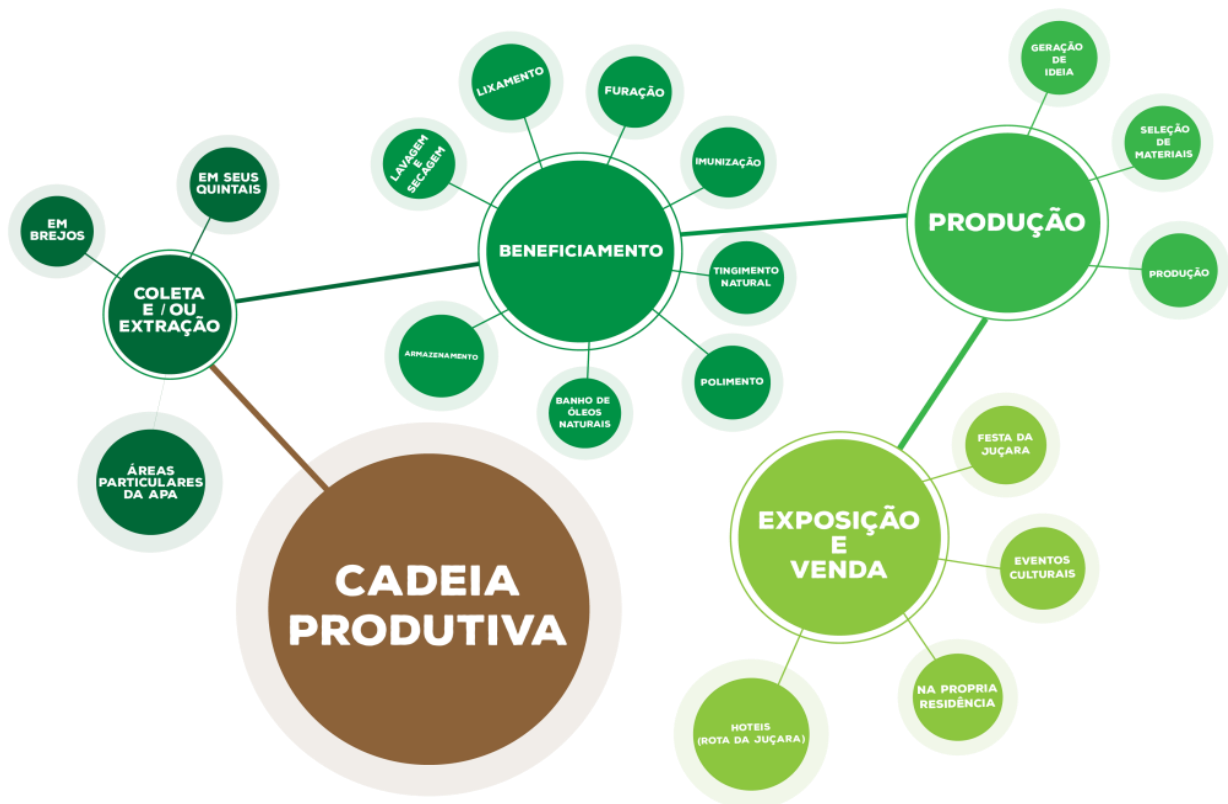 CADEIA
PRODUTIVA
COLETA
E / OU
EXTRAÇÃO
EM
BREJOS
EM SEUS
QUINTAIS
ÁREAS
PARTICULARES
DA APA
BENEFICIAMENTO
LAVAGEM
E
SECAGEM
LIXAMENTO
FURAÇÃO
IMUNIZAÇÃO
TINGIMENTO
NATURAL
POLIMENTO
BANHO DE
ÓLEOS
NATURAIS
ARMAZENAMENTO
PRODUÇÃO
GERAÇÃO
DE
IDEIA
SELEÇÃO
DE
MATERIAIS
PRODUÇÃO
EXPOSIÇÃO
E
VENDA
FESTA DA
JUÇARA
EVENTOS
CULTURAIS
NA PROPRIA
RESIDÊNCIA
HOTEIS
(ROTA DA JUÇARA)